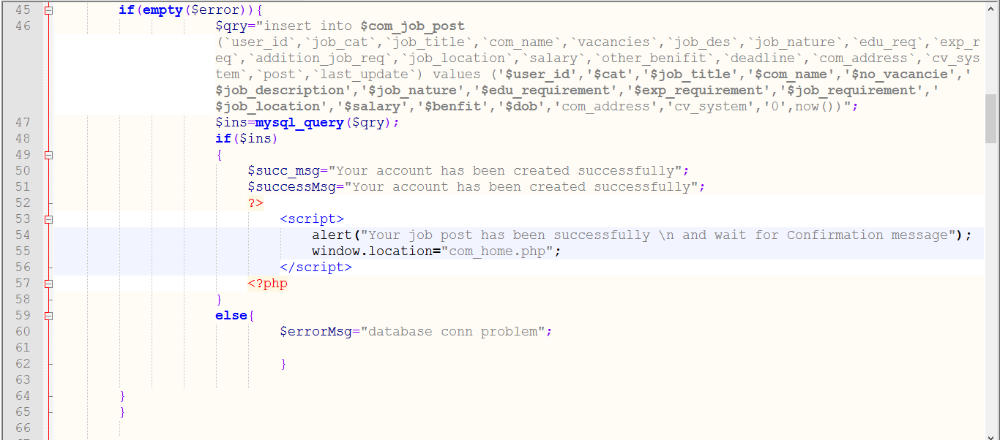 45 if(empty($error)){
46 $qry="insert into $com_job_post
(`user_id`,`job_cat`,`job_title`,`com_name`,`vacancies`,`job_des`,`job_nature`,`edu_req`,`exp_r
eq`,`addition_job_req`,`job_location`,`salary`,`other_benifit`,`deadline`,`com_address`,`cv_sys
tem`,`post`,`last_update`) values ('$user_id','$cat','$job_title','$com_name','$no_vacancie','
$job_description','$job_nature','$edu_requirement','$exp_requirement','$job_requirement','
$job_location','$salary','$benfit','$dob','com_address','cv_system','0',now())";
47 $ins=mysql_query($qry);
48 if($ins)
49 {
50 $succ_msg="Your account has been created successfully";
51 $successMsg="Your account has been created successfully";
52 ?>
53 <script>
54 alert("Your job post has been successfully \n and wait for Confirmation message");
55 window.location="com_home.php";
56 </script>
57 <?php
58 }
59 else{
60 $errorMsg="database conn problem";
61
62 }
63
64 }
65 }
66